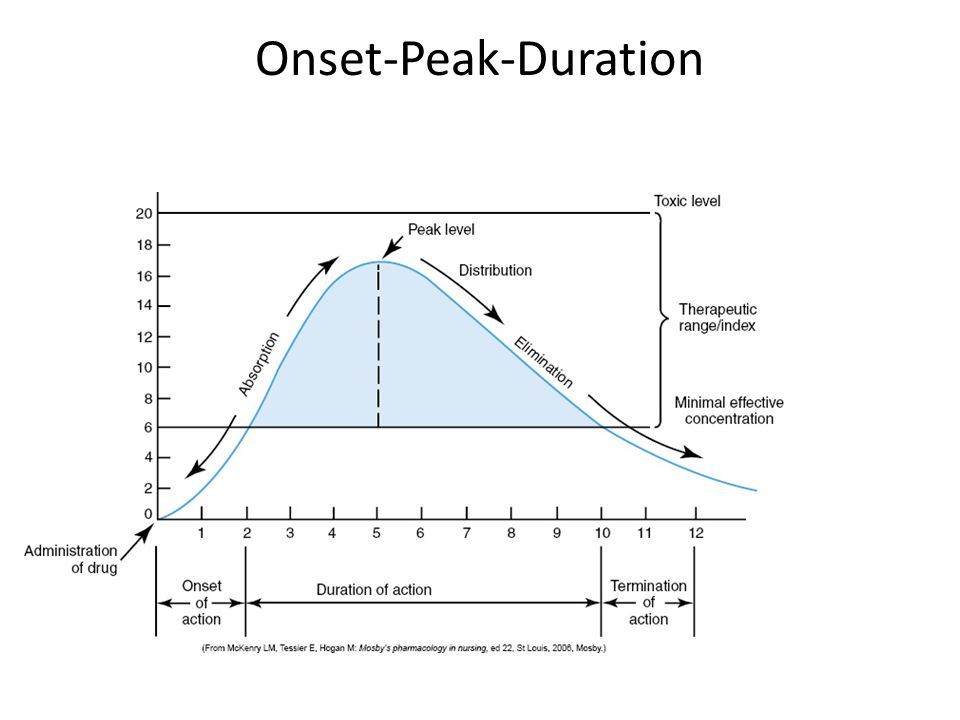 Onset-Peak-Duration
Toxic level
20
Peak level
18
Distribution
16
Therapeutic
range/index
14
12
Absorption
Elimination
10
8
Minimal effective
concentration
6
4
2
0
1 2 3 4 5 6 7 8 9 10 11 12
Administration
of drug
Onset
of
action
Duration of action
Termination
of
action
(From McKenry LM, Tessier E, Hogan M: Mosby's pharmacology in nursing, ed 22, St Louis, 2006, Mosby.)